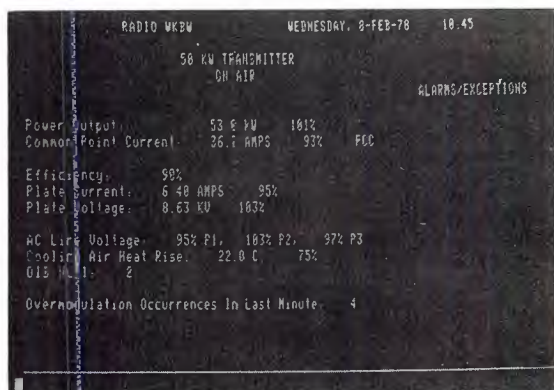 RADIO WKBW WEDNESDAY, 8-FEB-78 10.45
50 KW TRANSMITTER
ON AIR
ALARMS/EXCEPTIONS
Power Output: KW 101%
Common Point Current: AMPS 93% FCC
Efficiency: 90%
Plate Current: 6.40 AMPS 95%
Plate Voltage: 8.63 KV 103%
AC Line Voltage: 95% P1, 103% P2, 97% P3
Cooling Air Heat Rise: 22.0 C 75%
2
Overmodulation Occurrences In Last Minute: 4